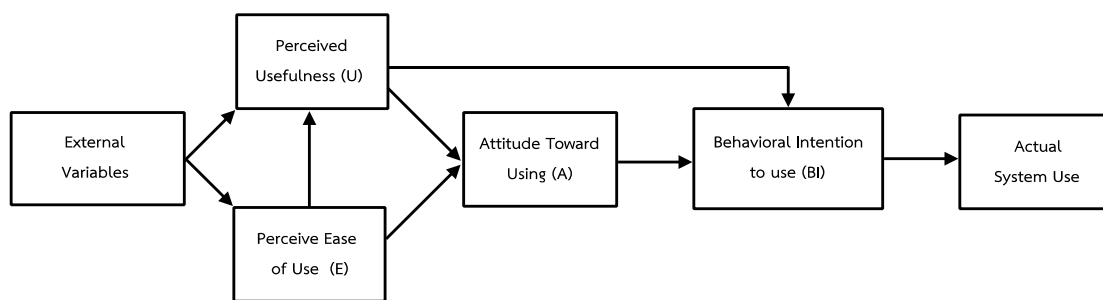 Perceived
Usefulness (U)
External
Variables
Attitude Toward
Using (A)
Behavioral Intention
to use (BI)
Actual
System Use
Perceive Ease
of Use (E)